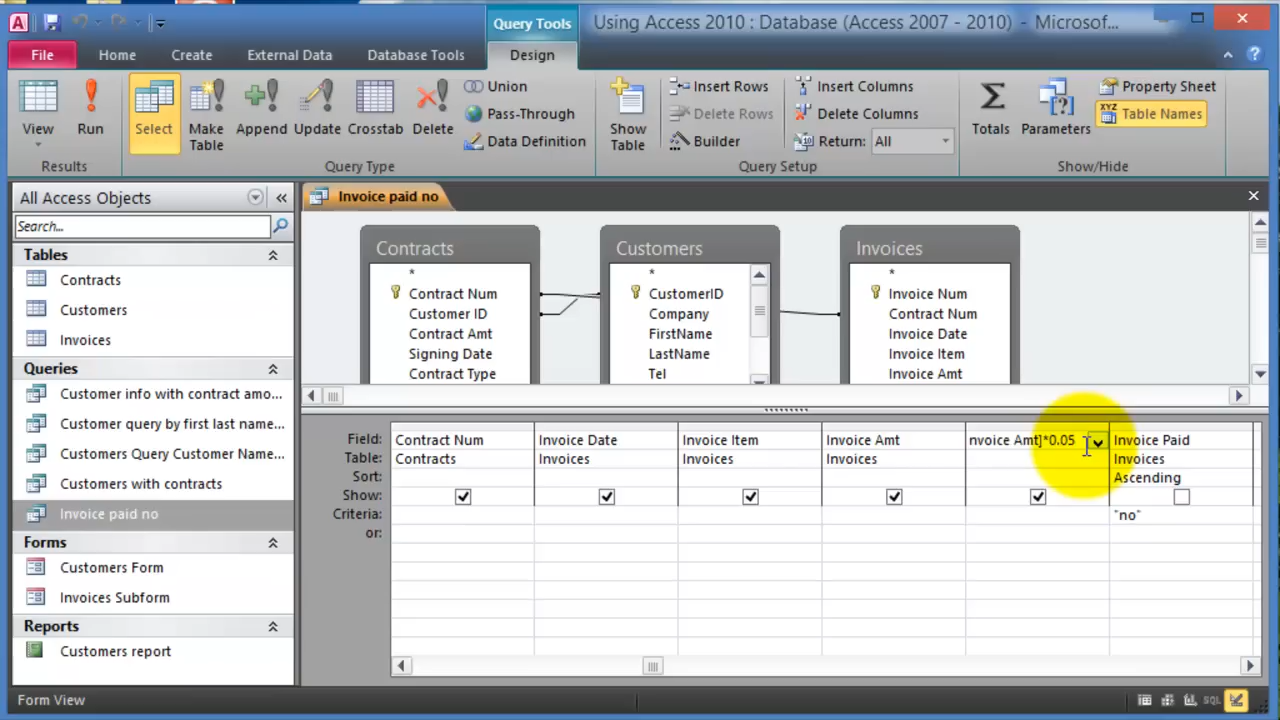 Query Tools
Using Access 2010 : Database (Access 2007 - 2010) - Microsof...
File Home Create External Data Database Tools Design
View
Run
Results
Select
Make Table
Append
Update
Crosstab
Delete
Union
Pass-Through
Data Definition
Query Type
Show Table
Insert Rows
Delete Rows
Builder
Insert Columns
Delete Columns
Return: All
Query Setup
Totals
Parameters
Property Sheet
XYZ Table Names
Show/Hide
All Access Objects
Search...
Tables
Contracts
Customers
Invoices
Queries
Customer info with contract amo...
Customer query by first last name...
Customers Query Customer Name...
Customers with contracts
Invoice paid no
Forms
Customers Form
Invoices Subform
Reports
Customers report
Invoice paid no
Contracts
*
Contract Num
Customer ID
Contract Amt
Signing Date
Contract Type
Customers
*
CustomerID
Company
FirstName
LastName
Tel
Invoices
*
Invoice Num
Contract Num
Invoice Date
Invoice Item
Invoice Amt
Field: Contract Num Invoice Date Invoice Item Invoice Amt nvoice Amt]*0.05 Invoice Paid
Table: Contracts Invoices Invoices Invoices Invoices
Sort: Ascending
Show:
Criteria: "no"
or:
Form View
SQL